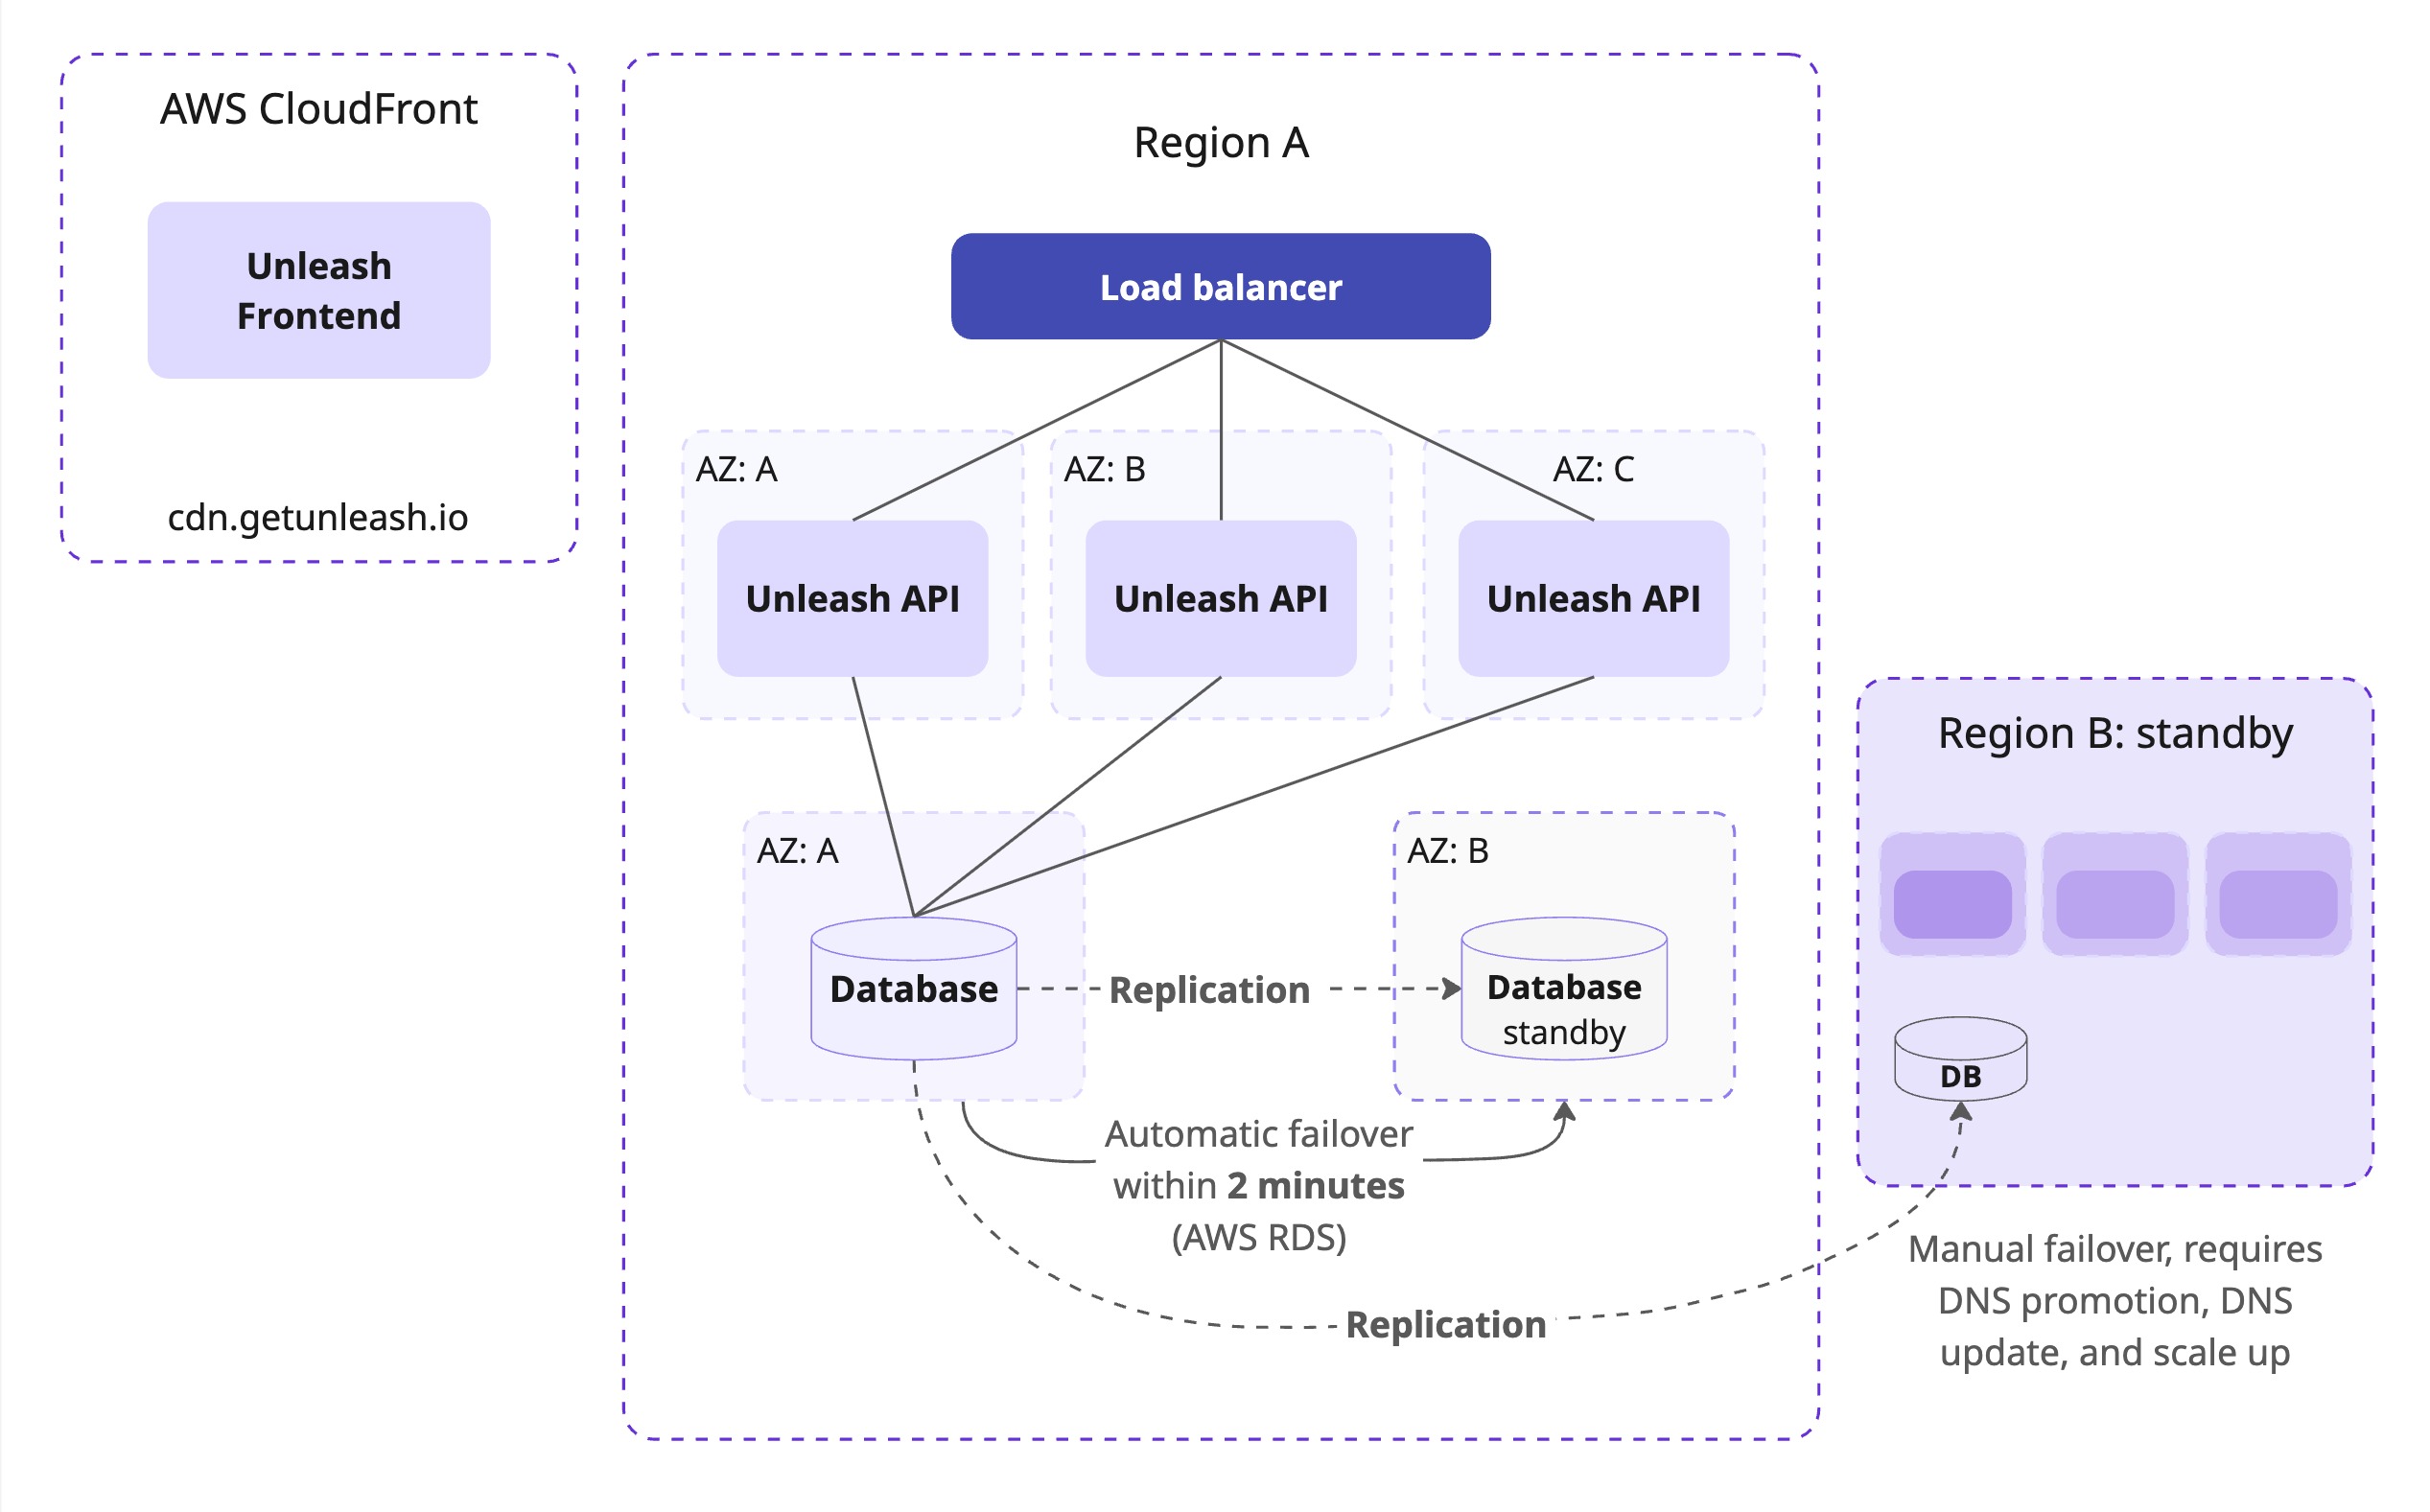 AWS CloudFront
Unleash
Frontend
cdn.getunleash.io
Region A
Load balancer
AZ: A
AZ: B
AZ: C
Unleash API
Unleash API
Unleash API
AZ: A
AZ: B
Database
Replication
Database
standby
Automatic failover
within 2 minutes
(AWS RDS)
Replication
Region B: standby
DB
Manual failover, requires
DNS promotion, DNS
update, and scale up